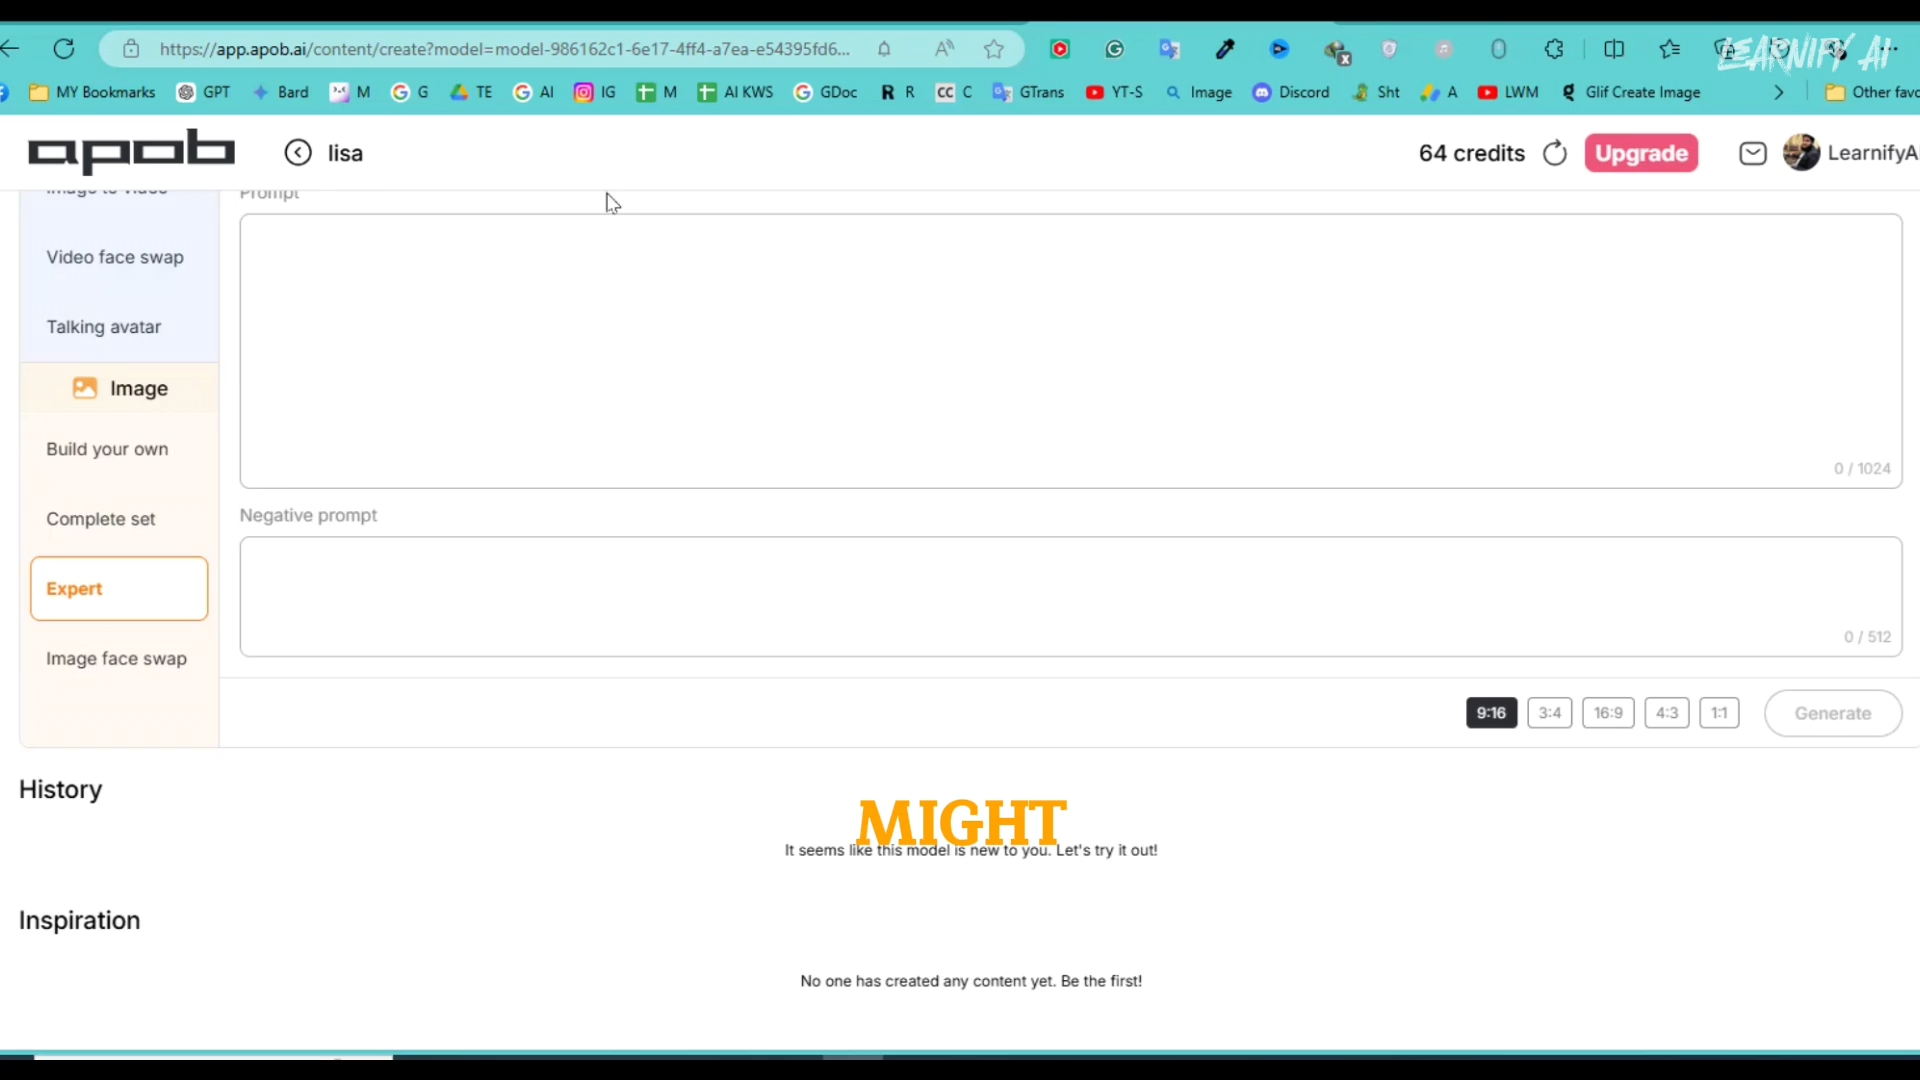 https://app.apob.ai/content/create?model=model-986162c1-6e17-4ff4-a7ea-e54395fd6...
LEARNIFY AI
MY Bookmarks GPT Bard M G TE AI IG M AI KWS GDoc R R CC C GTrans YT-S Image Discord Sht A LWM Glif Create Image Other favo
apob lisa 64 credits Upgrade LearnifyAI
Image to video
Prompt
Video face swap
Talking avatar
Image
Build your own
0 / 1024
Complete set
Negative prompt
Expert
0 / 512
Image face swap
9:16 3:4 16:9 4:3 1:1 Generate
History
MIGHT
It seems like this model is new to you. Let's try it out!
Inspiration
No one has created any content yet. Be the first!